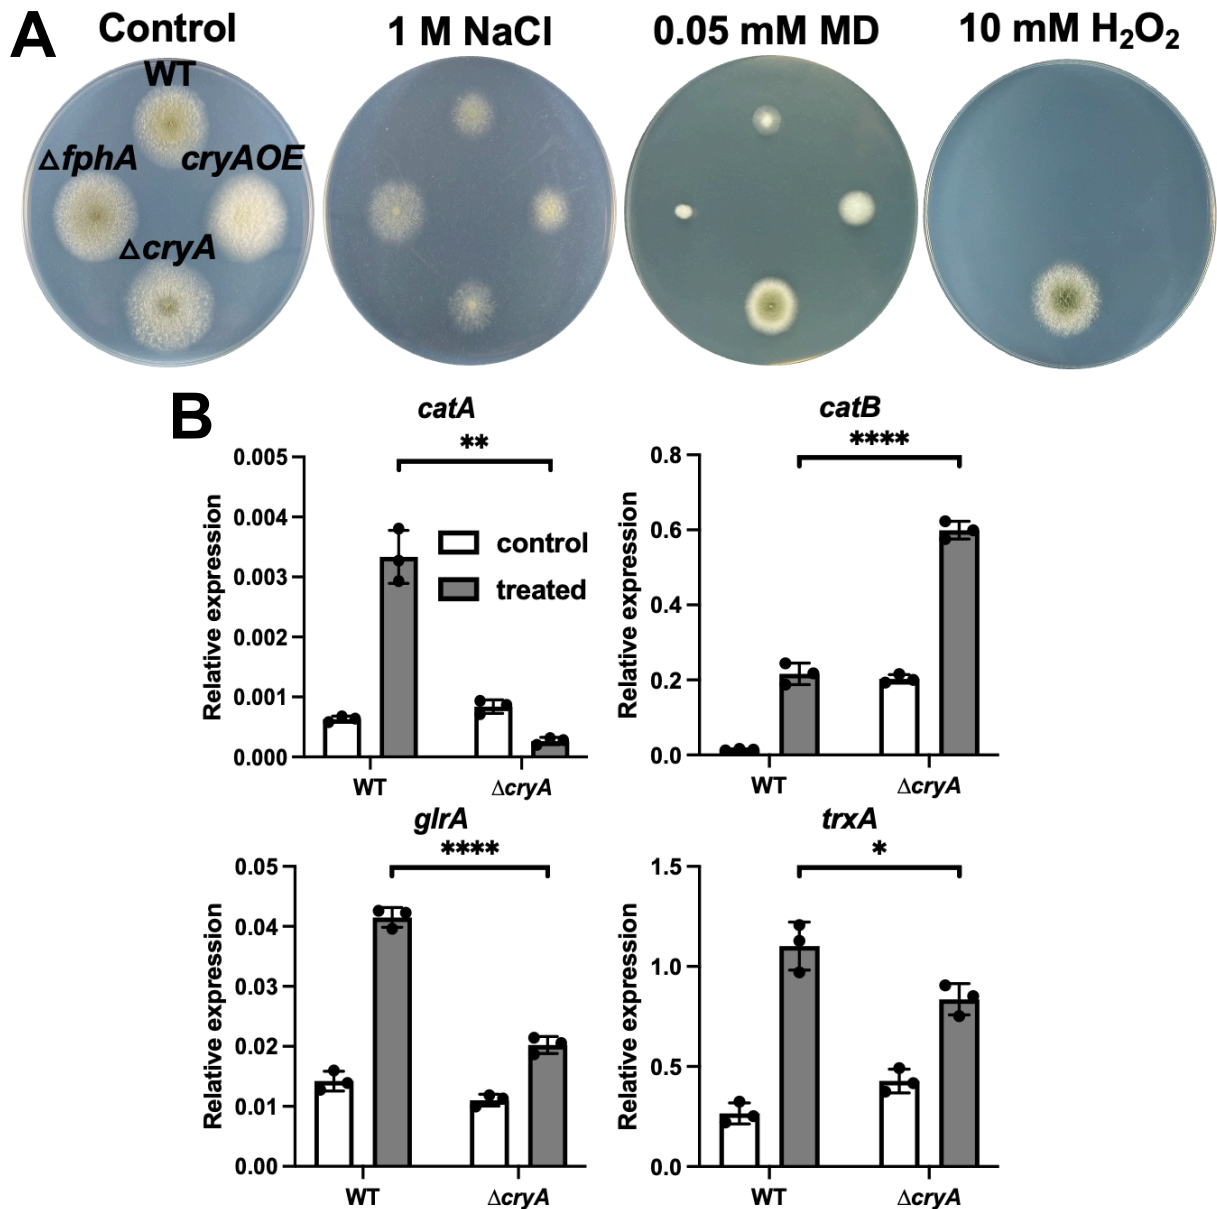 A
Control
1 M NaCl
0.05 mM MD
10 mM H₂O₂
WT
△fphA
cryAOE
△cryA
B
catA
**
0.005
0.004
0.003
0.002
0.001
0.000
Relative expression
control
treated
WT
ΔcryA
catB
****
0.8
0.6
0.4
0.2
0.0
Relative expression
WT
ΔcryA
glrA
****
0.05
0.04
0.03
0.02
0.01
0.00
Relative expression
WT
ΔcryA
trxA
*
1.5
1.0
0.5
0.0
Relative expression
WT
ΔcryA